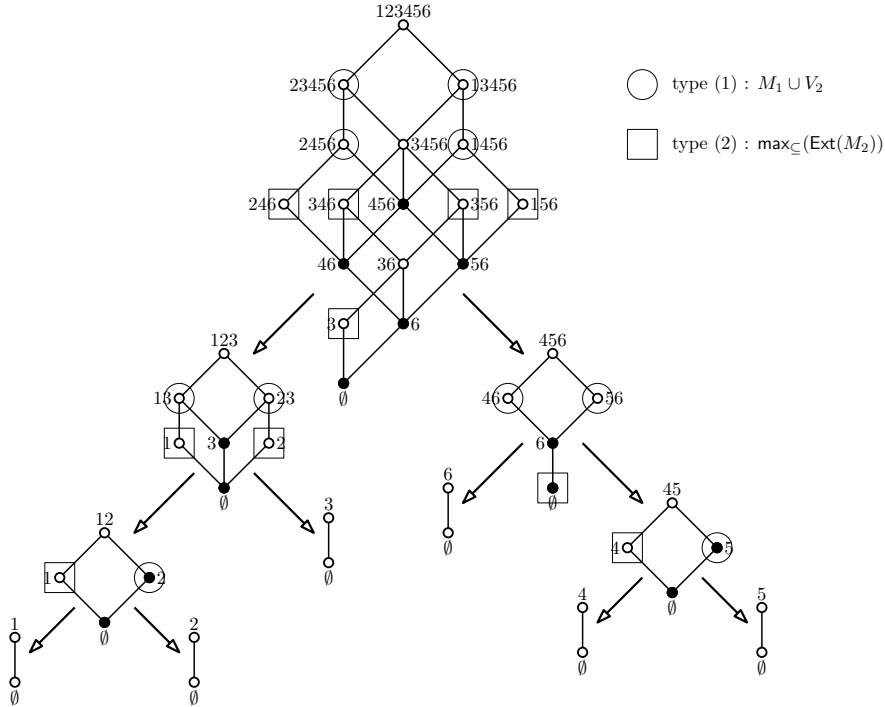 123456
23456 13456
type (1) : M₁ ∪ V₂
2456 3456 1456
type (2) : max⊆(Ext(M₂))
246 346 456 356 156
46 36 56
3 6
123 456
∅
13 23 46 56
1 3 2 6
6
∅ 3 ∅ 45
12
∅
4 5
∅
1 2
∅ 4 5
1 2
∅
∅ ∅
∅ ∅